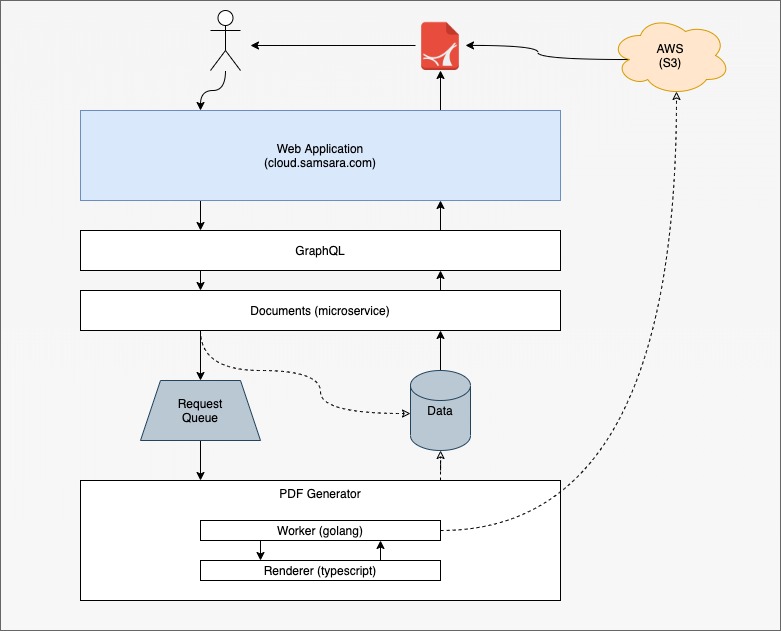 AWS
(S3)
Web Application
(cloud.samsara.com)
GraphQL
Documents (microservice)
Request
Queue
Data
PDF Generator
Worker (golang)
Renderer (typescript)